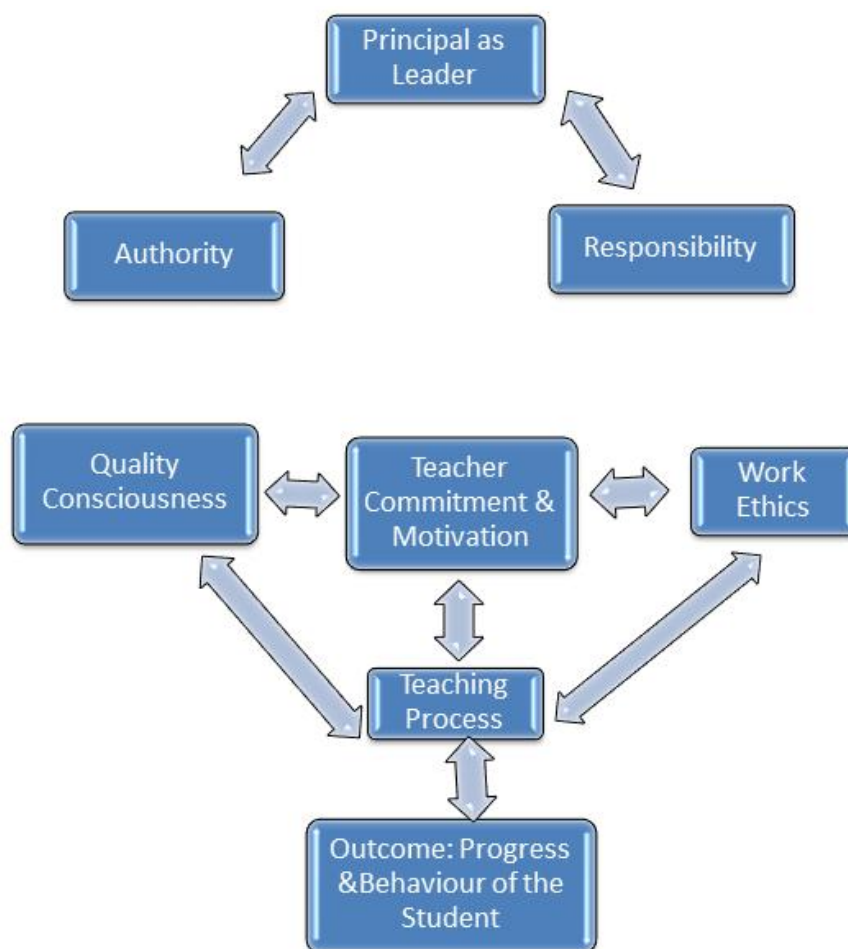 Principal as
Leader
Authority
Responsibility
Quality
Consciousness
Teacher
Commitment &
Motivation
Work
Ethics
Teaching
Process
Outcome: Progress
&Behaviour of the
Student